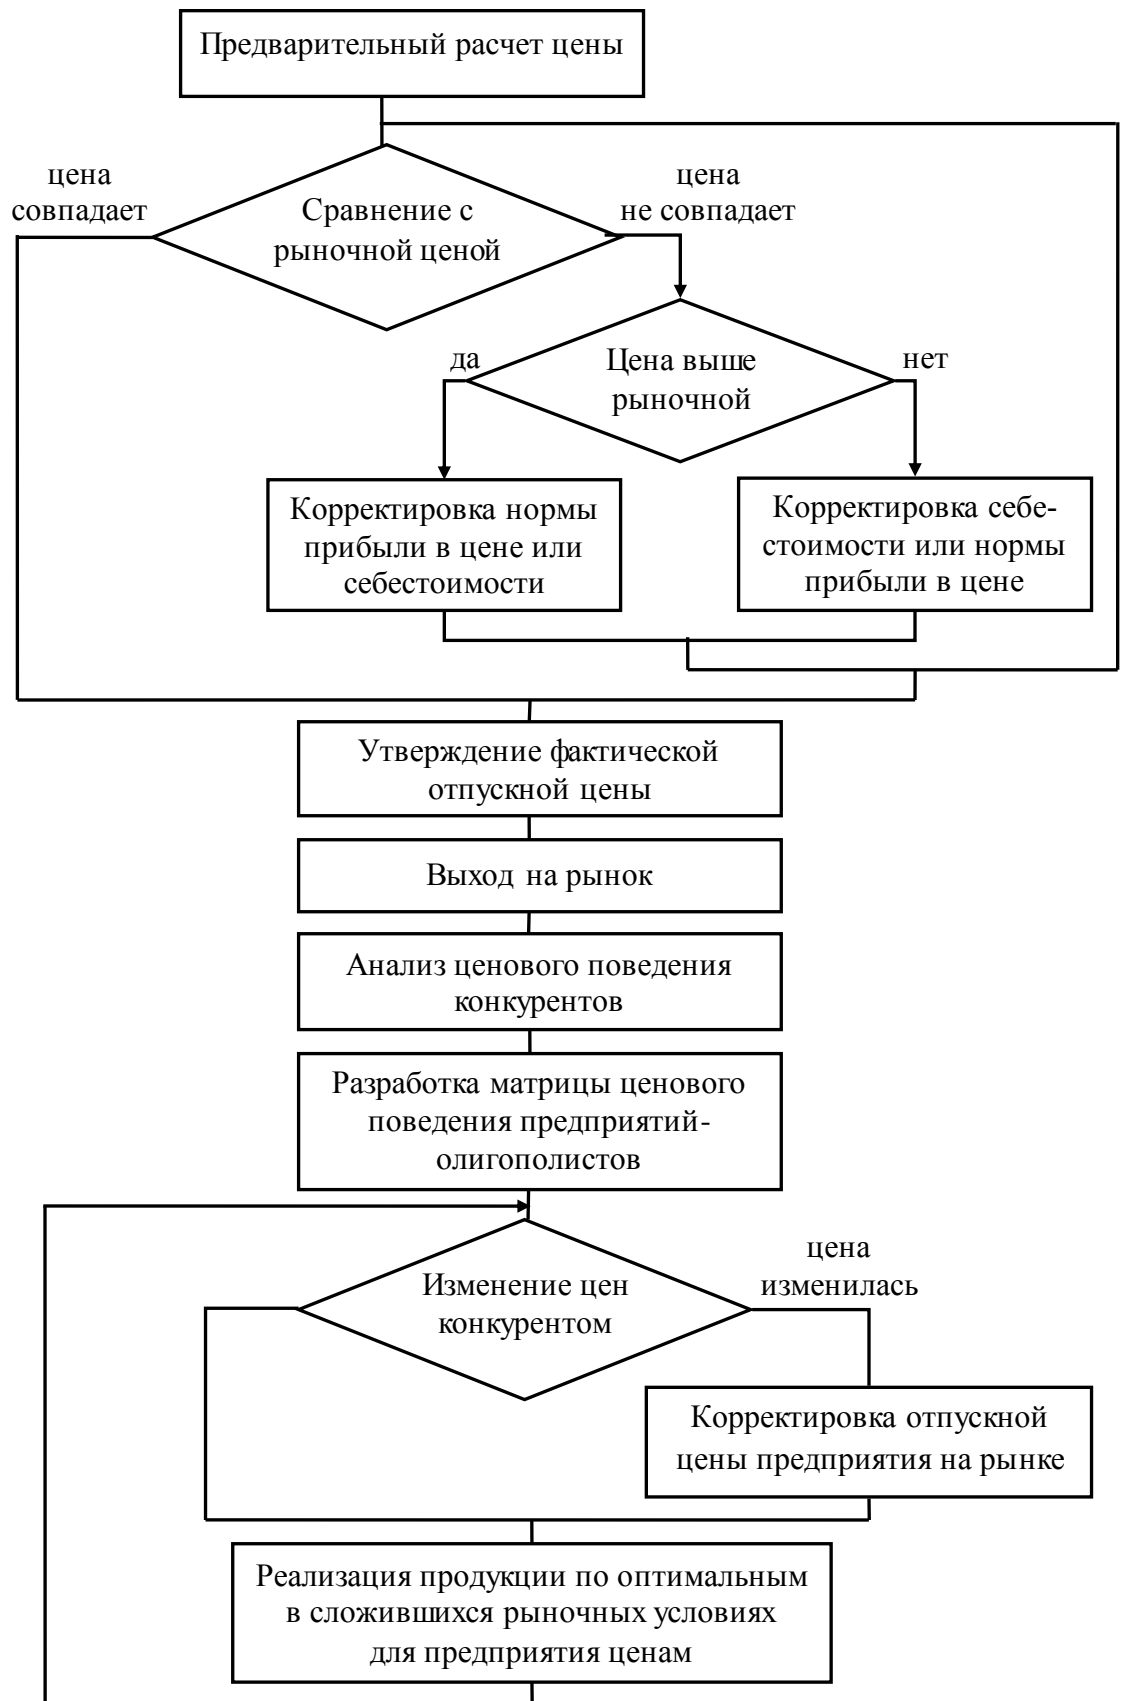 Предварительный расчет цены
цена
совпадает
Сравнение с
рыночной ценой
цена
не совпадает
да
Цена выше
рыночной
нет
Корректировка нормы
прибыли в цене или
себестоимости
Корректировка себе-
стоимости или нормы
прибыли в цене
Утверждение фактической
отпускной цены
Выход на рынок
Анализ ценового поведения
конкурентов
Разработка матрицы ценового
поведения предприятий-
олигополистов
Изменение цен
конкурентом
цена
изменилась
Корректировка отпускной
цены предприятия на рынке
Реализация продукции по оптимальным
в сложившихся рыночных условиях
для предприятия ценам